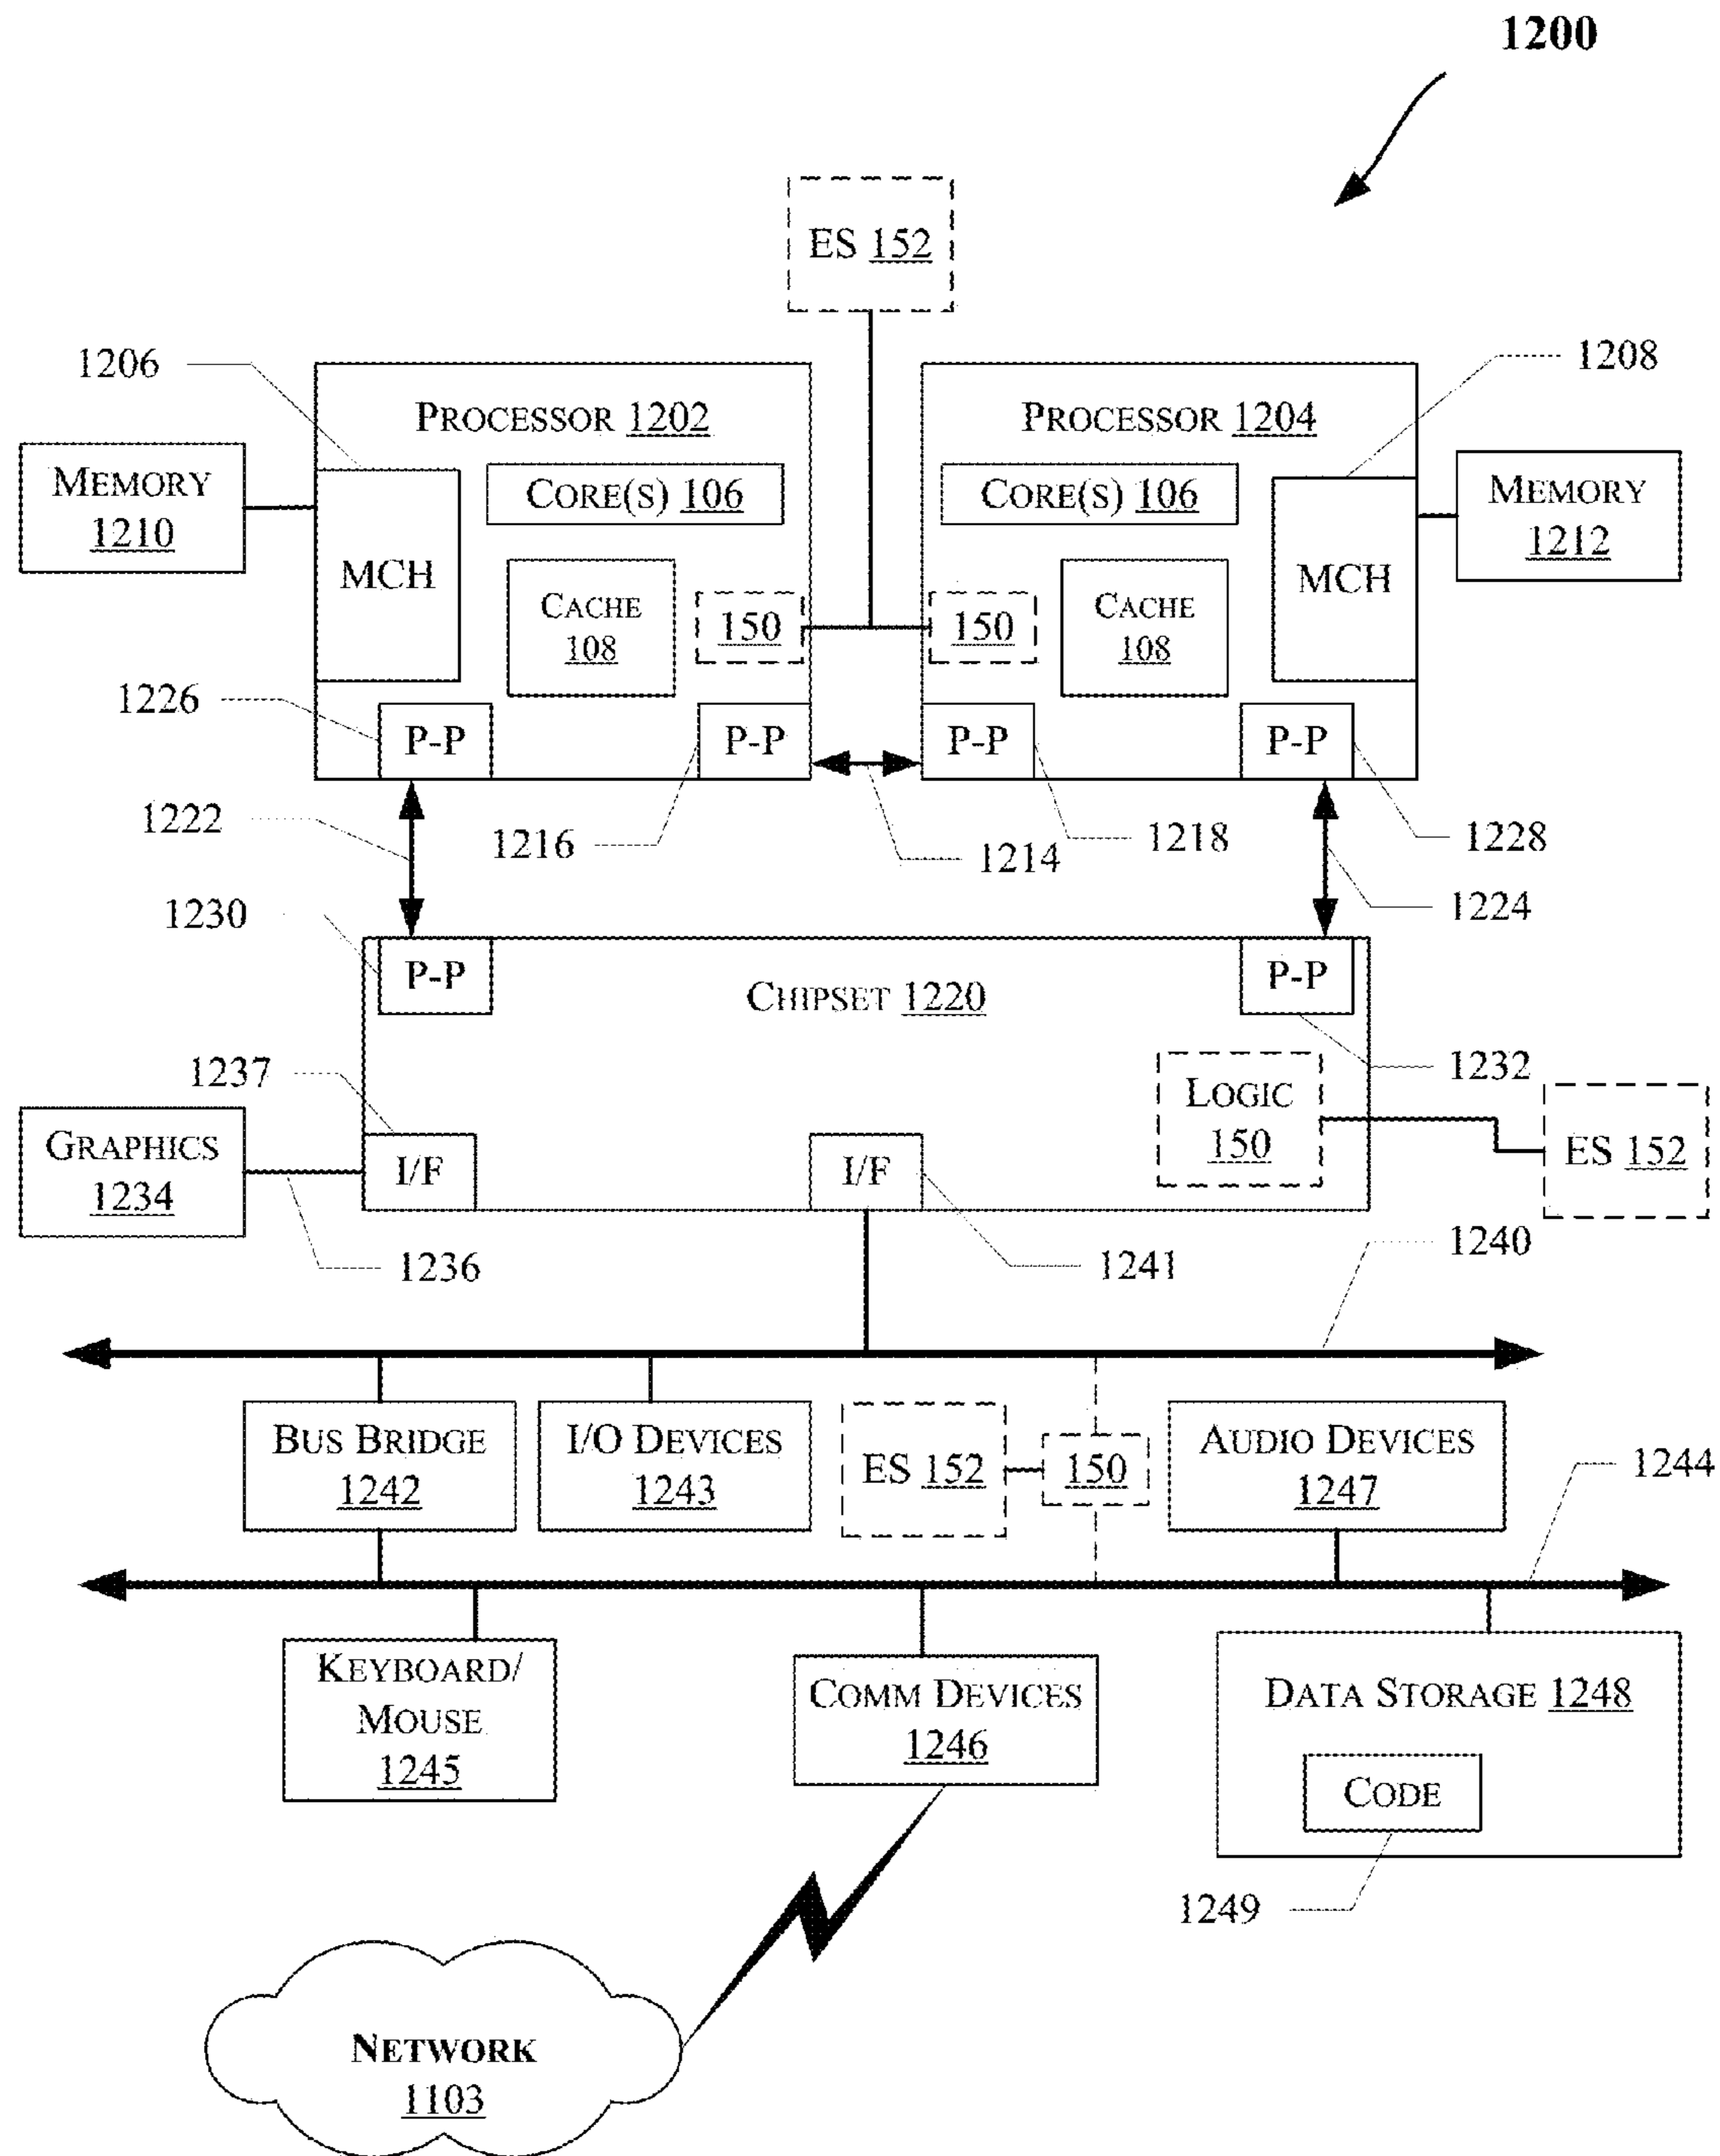 1200
ES 152
1206
1208
PROCESSOR 1202
PROCESSOR 1204
MEMORY
1210
CORE(S) 106
CORE(S) 106
MEMORY
1212
MCH
MCH
CACHE
108
150
150
CACHE
108
1226
P-P
P-P
P-P
P-P
1222
1216
1214
1218
1228
1230
1224
P-P
P-P
CHIPSET 1220
1237
1232
LOGIC
150
GRAPHICS
1234
I/F
I/F
ES 152
1236
1241
1240
BUS BRIDGE
1242
I/O DEVICES
1243
ES 152
150
AUDIO DEVICES
1247
1244
KEYBOARD/
MOUSE
1245
COMM DEVICES
1246
DATA STORAGE 1248
CODE
1249
NETWORK
1103